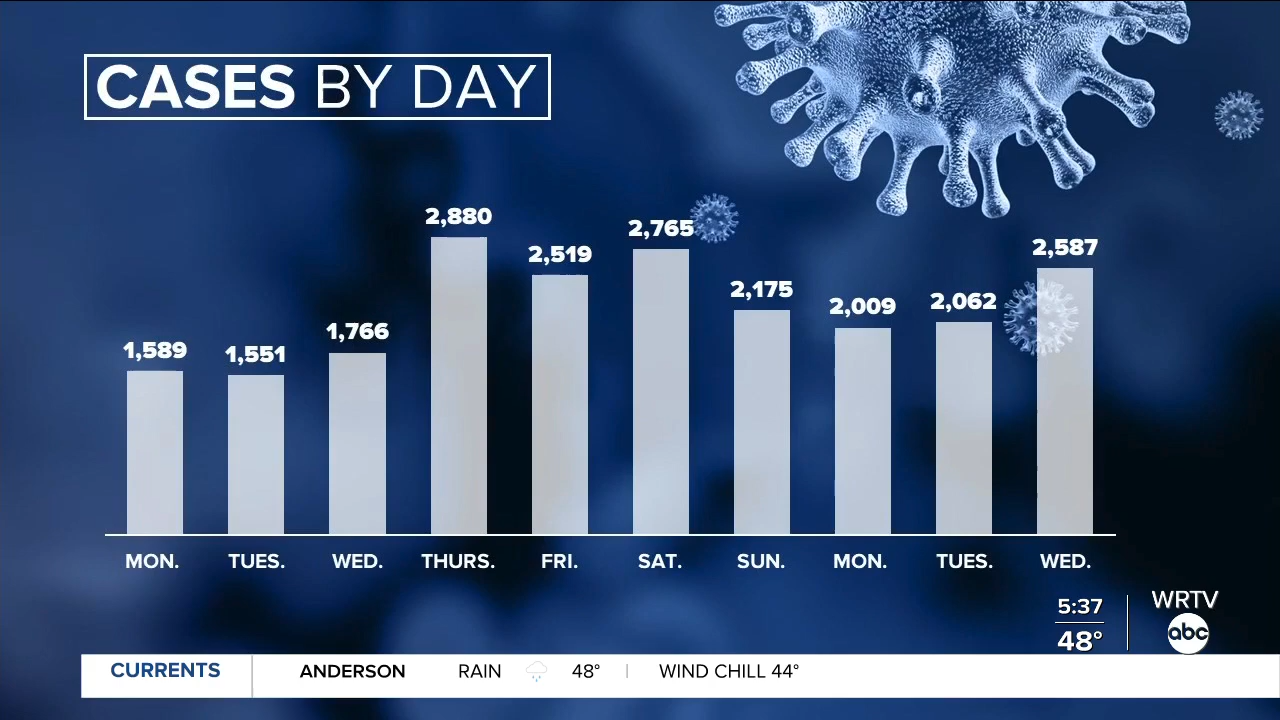 CASES BY DAY
1,589
1,551
1,766
2,880
2,519
2,765
2,175
2,009
2,062
2,587
MON. TUES. WED. THURS. FRI. SAT. SUN. MON. TUES. WED.
5:37
48°
WRTV
abc
CURRENTS ANDERSON RAIN 48° WIND CHILL 44°